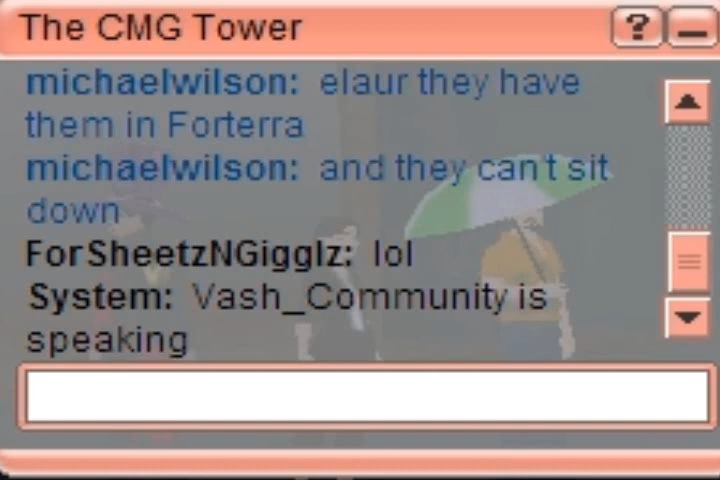 The CMG Tower
?
michaelwilson: elaur they have
them in Forterra
michaelwilson: and they can't sit
down
ForSheetzNGigglz: lol
System: Vash_Community is
speaking